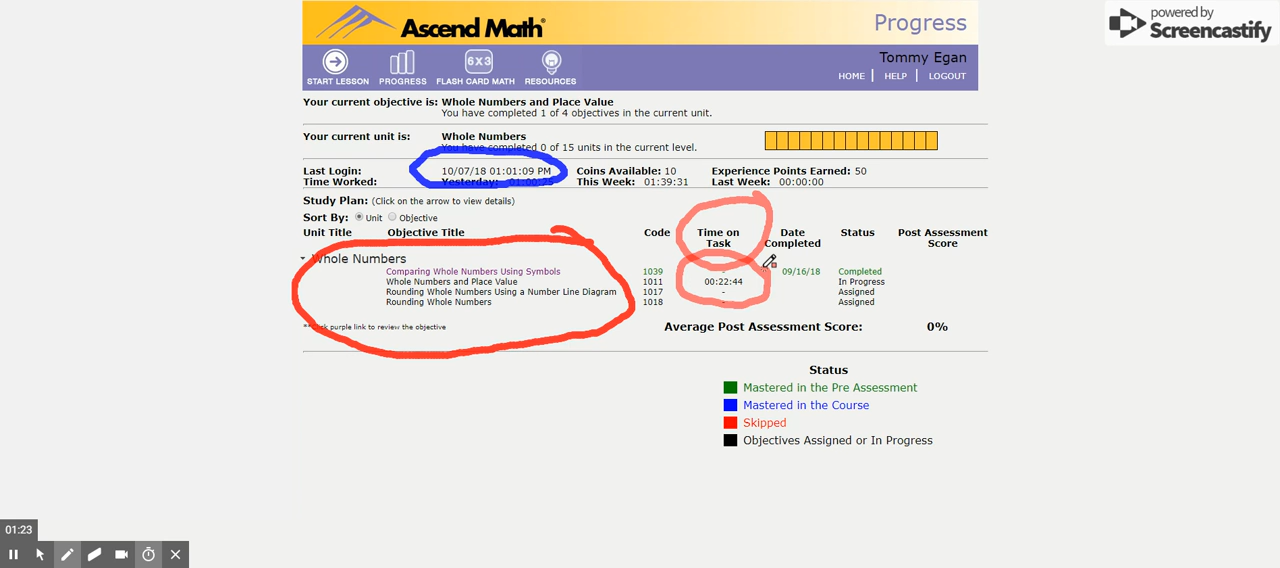 Ascend Math®
Progress
powered by
Screencastify
6X3
Tommy Egan
START LESSON PROGRESS FLASH CARD MATH RESOURCES
HOME | HELP | LOGOUT
Your current objective is: Whole Numbers and Place Value
You have completed 1 of 4 objectives in the current unit.
Your current unit is: Whole Numbers
You have completed 0 of 15 units in the current level.
Last Login: 10/07/18 01:01:09 PM Coins Available: 10 Experience Points Earned: 50
Time Worked: Yesterday: This Week: 01:39:31 Last Week: 00:00:00
Study Plan: (Click on the arrow to view details)
Sort By: Unit Objective
Unit Title Objective Title Code Time on Task Date Completed Status Post Assessment Score
Whole Numbers
Comparing Whole Numbers Using Symbols 1039 - 09/16/18 Completed
Whole Numbers and Place Value 1011 00:22:44 In Progress
Rounding Whole Numbers Using a Number Line Diagram 1017 - Assigned
Rounding Whole Numbers 1018 - Assigned
**Click purple link to review the objective
Average Post Assessment Score: 0%
Status
Mastered in the Pre Assessment
Mastered in the Course
Skipped
Objectives Assigned or In Progress
01:23